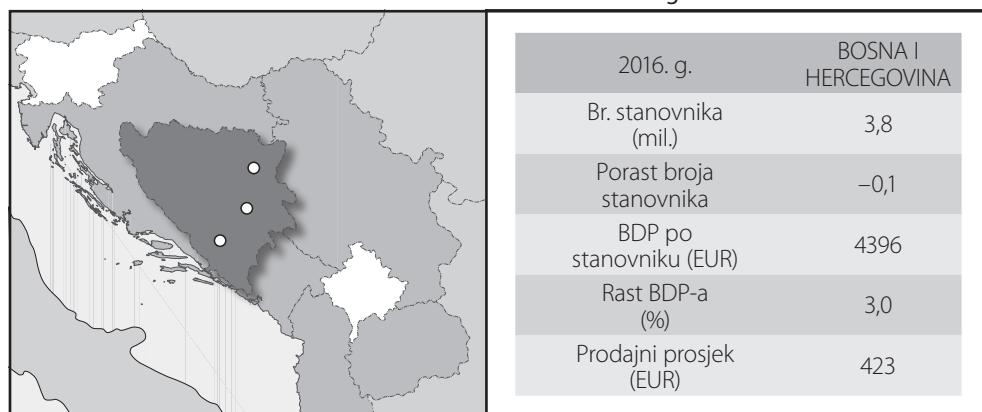 2016. g.
BOSNA I
HERCEGOVINA
Br. stanovnika
(mil.)
3,8
Porast broja
stanovnika
–0,1
BDP po
stanovniku (EUR)
4396
Rast BDP-a
(%)
3,0
Prodajni prosjek
(EUR)
423